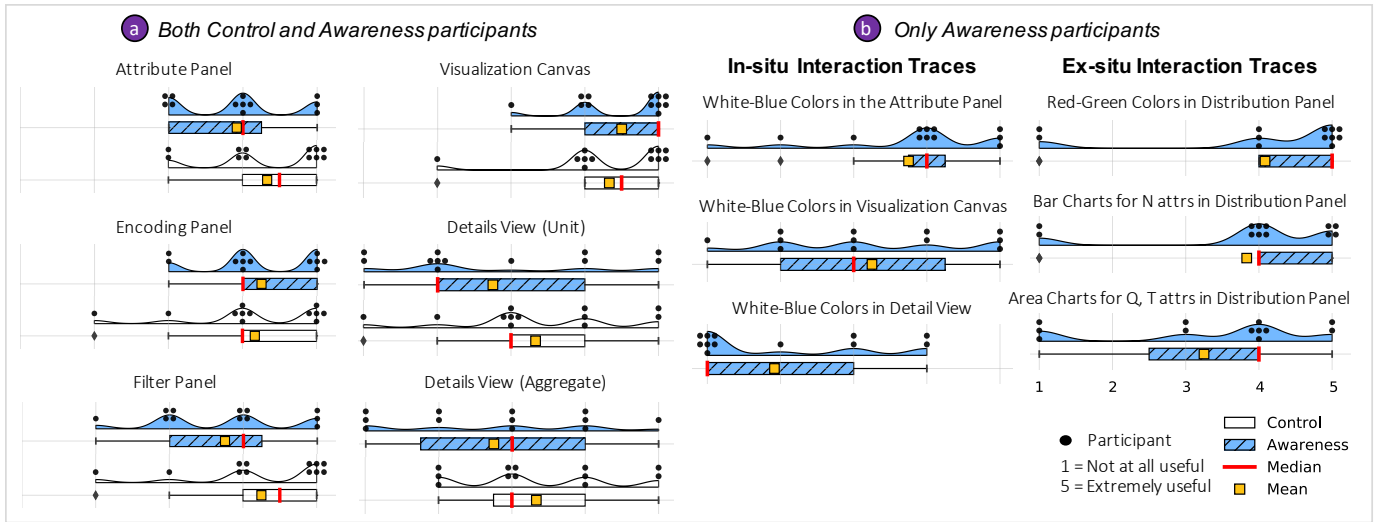 a Both Control and Awareness participants
Attribute Panel
Visualization Canvas
Encoding Panel
Details View (Unit)
Filter Panel
Details View (Aggregate)
b Only Awareness participants
In-situ Interaction Traces
White-Blue Colors in the Attribute Panel
White-Blue Colors in Visualization Canvas
White-Blue Colors in Detail View
Ex-situ Interaction Traces
Red-Green Colors in Distribution Panel
Bar Charts for N attrs in Distribution Panel
Area Charts for Q, T attrs in Distribution Panel
1 2 3 4 5
Participant
1 = Not at all useful
5 = Extremely useful
Control
Awareness
Median
Mean